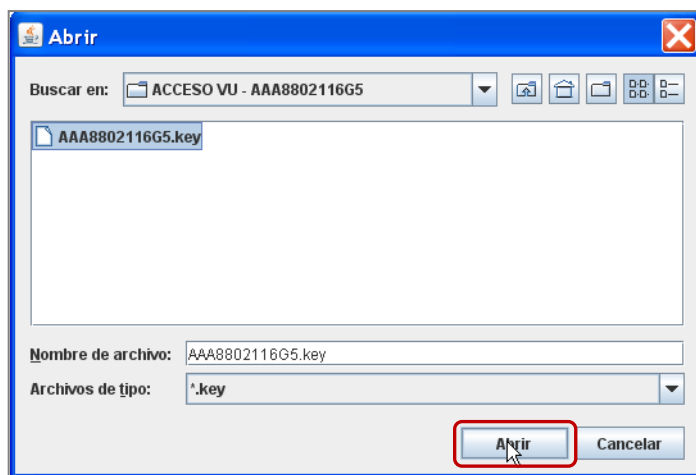 Abrir
Buscar en: ACCESO VU - AAA8802116G5
AAA8802116G5.key
Nombre de archivo: AAA8802116G5.key
Archivos de tipo: *.key
Abrir Cancelar